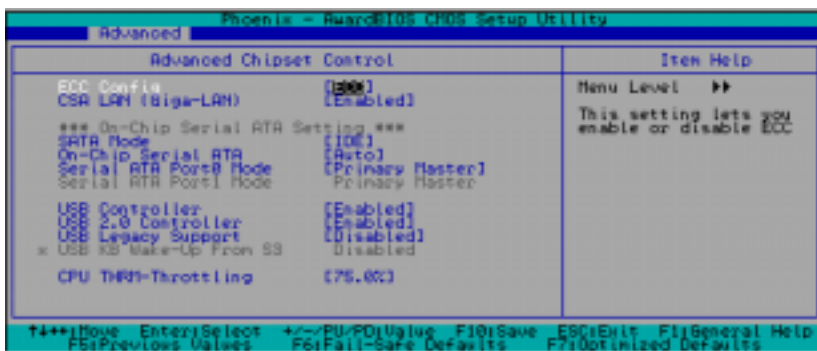 Phoenix - AwardBIOS CMOS Setup Utility
Advanced
Advanced Chipset Control
Item Help
ECC Config [ECC]
CSA LAN (Giga-LAN) [Enabled]
*** On-Chip Serial ATA Setting ***
SATA Mode [IDE]
On-Chip Serial ATA [Auto]
Serial ATA Port0 Mode [Primary Master]
Serial ATA Port1 Mode Primary Master
USB Controller [Enabled]
USB 2.0 Controller [Enabled]
USB Legacy Support [Disabled]
x USB KB Wake-Up From S3 Disabled
CPU THRM-Throttling [75.0%]
Menu Level ▸▸
This setting lets you
enable or disable ECC
↑↓↔:Move Enter:Select +/-/PU/PD:Value F10:Save ESC:Exit F1:General Help
F5:Previous Values F6:Fail-Safe Defaults F7:Optimized Defaults